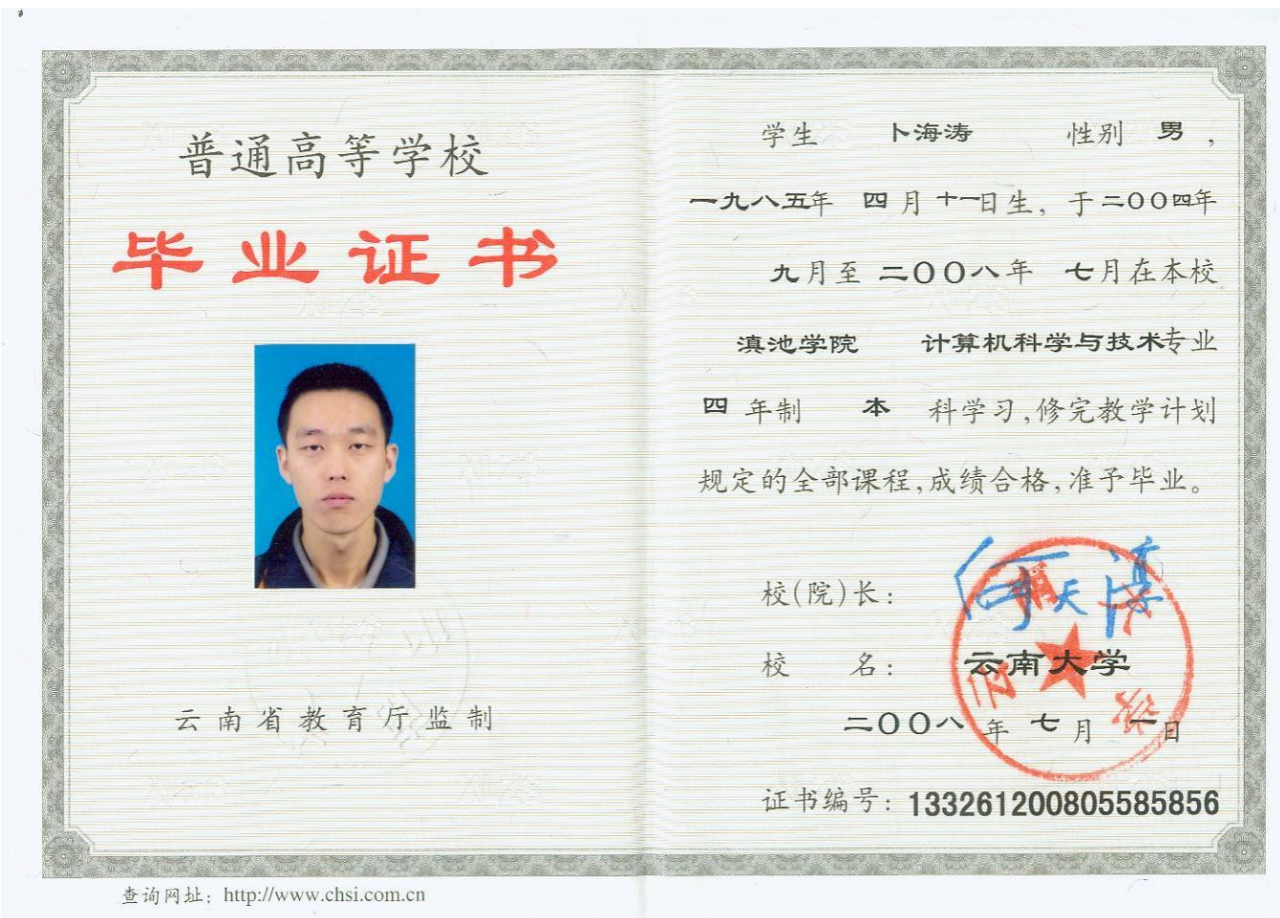 普通高等学校
毕业证书
云南省教育厅监制
学生 卜海涛 性别 男，
一九八五年 四月 十一日生，于二〇〇四年
九月至 二〇〇八年 七月在本校
滇池学院 计算机科学与技术专业
四 年制 本 科学习，修完教学计划
规定的全部课程，成绩合格，准予毕业。
校（院）长：
校 名： 云南大学
二〇〇八 年 七 月 一 日
证书编号：133261200805585856
查询网址：http://www.chsi.com.cn